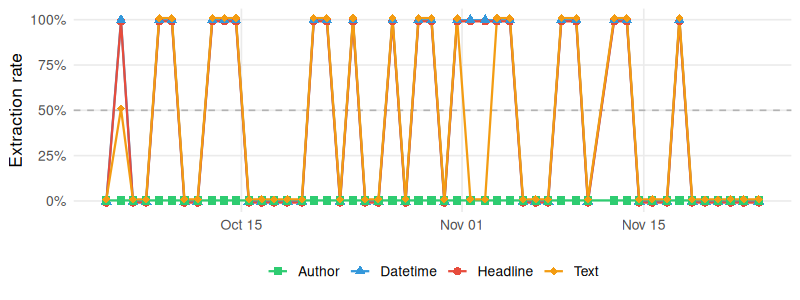 Extraction rate
100%
75%
50%
25%
0%
Oct 15
Nov 01
Nov 15
Author
Datetime
Headline
Text